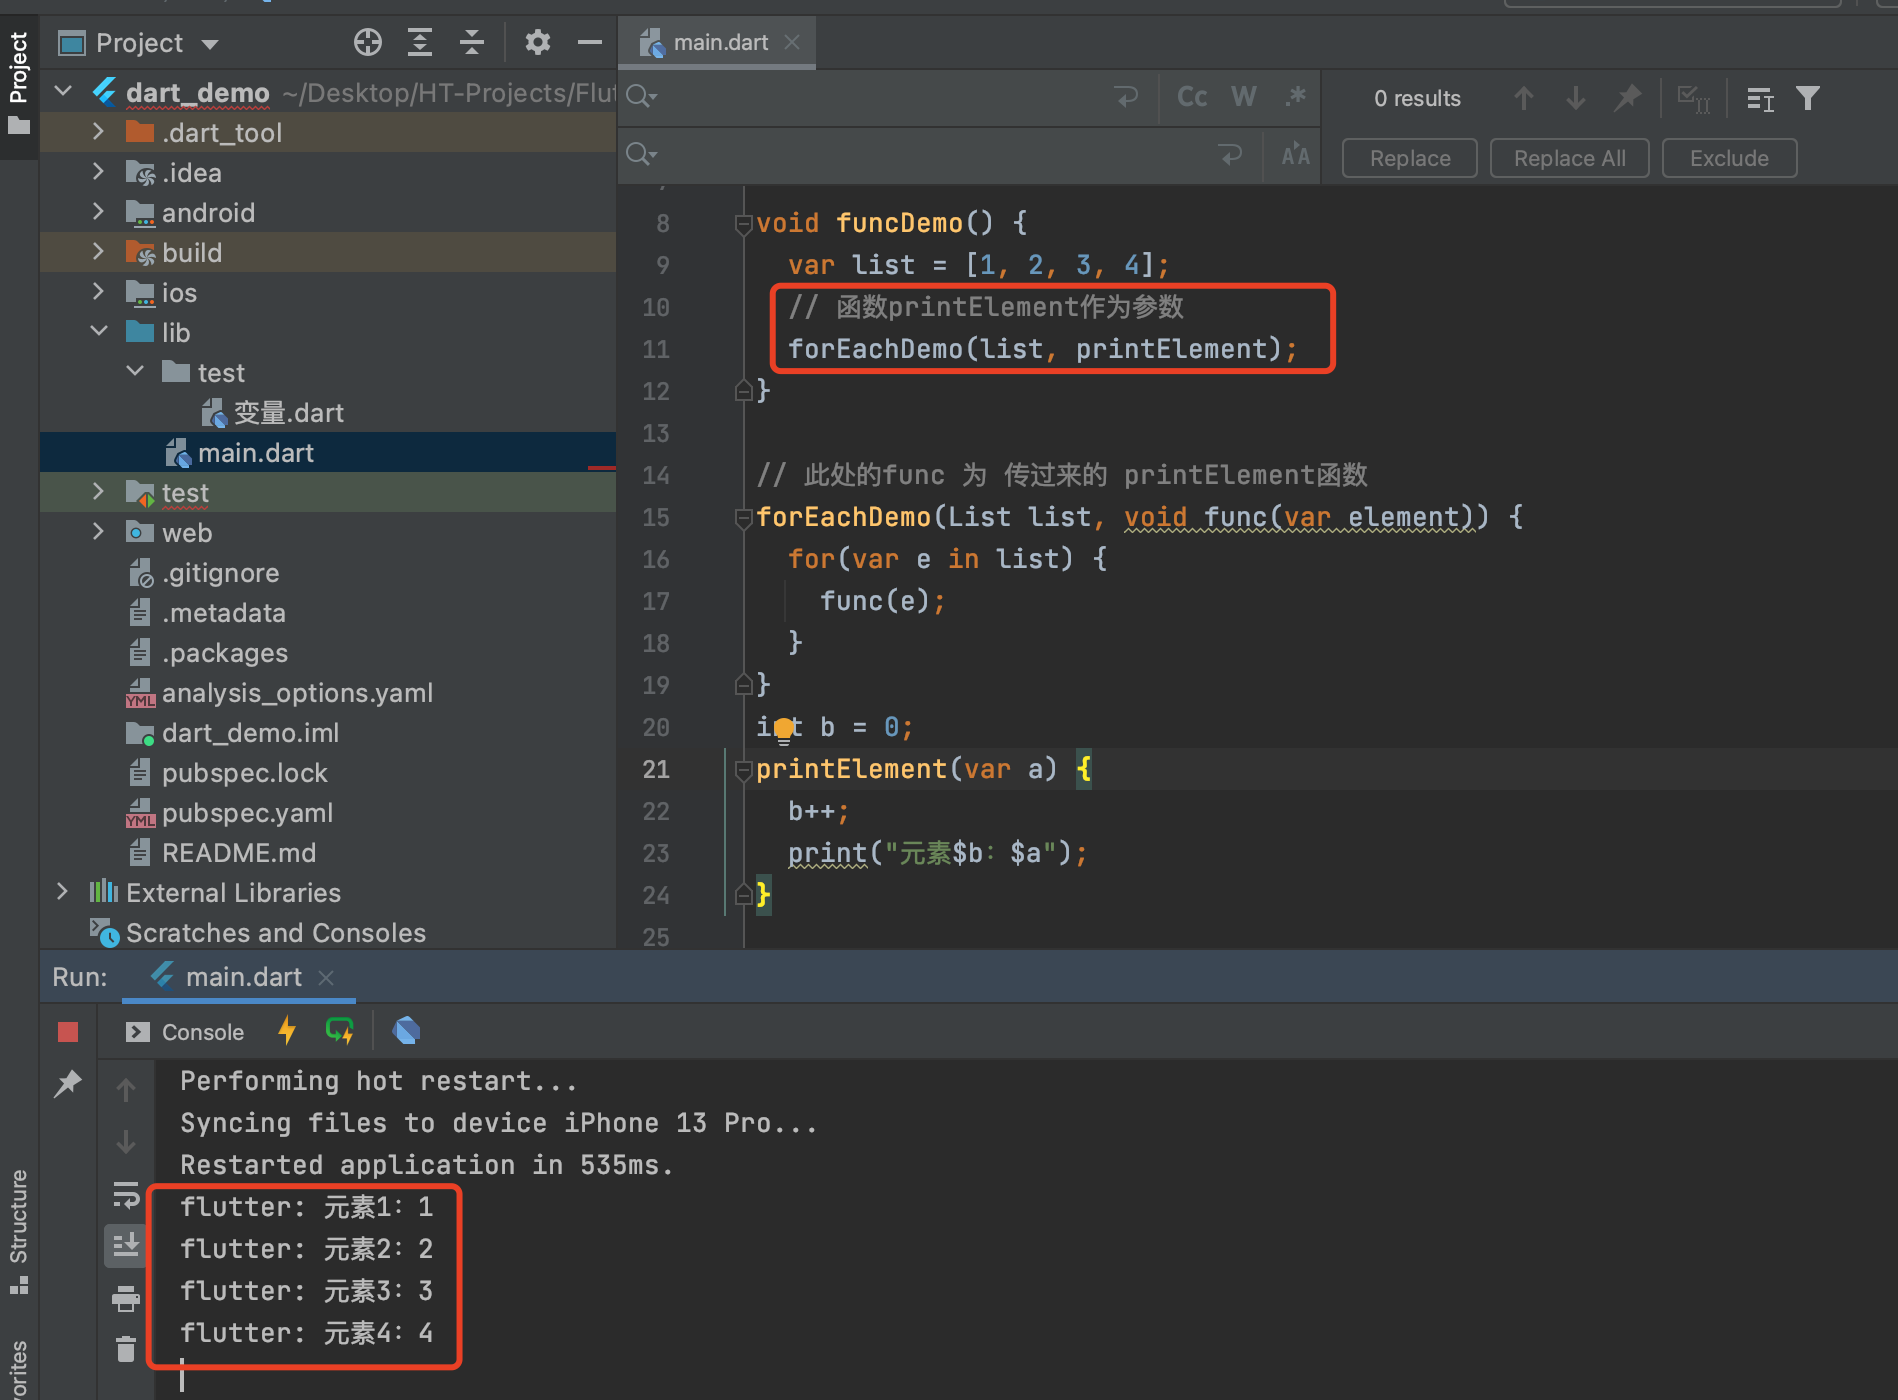 Project
Project
dart_demo ~/Desktop/HT-Projects/Flut
.dart_tool
.idea
android
build
ios
lib
test
变量.dart
main.dart
test
web
.gitignore
.metadata
.packages
analysis_options.yaml
dart_demo.iml
pubspec.lock
pubspec.yaml
README.md
External Libraries
Scratches and Consoles
main.dart
Cc W .*
0 results
Replace Replace All Exclude
8 void funcDemo() {
9 var list = [1, 2, 3, 4];
10 // 函数printElement作为参数
11 forEachDemo(list, printElement);
12 }
13
14 // 此处的func 为 传过来的 printElement函数
15 forEachDemo(List list, void func(var element)) {
16 for(var e in list) {
17 func(e);
18 }
19 }
20 int b = 0;
21 printElement(var a) {
22 b++;
23 print("元素$b: $a");
24 }
25
Run: main.dart
Console
Performing hot restart...
Syncing files to device iPhone 13 Pro...
Restarted application in 535ms.
flutter: 元素1: 1
flutter: 元素2: 2
flutter: 元素3: 3
flutter: 元素4: 4
Structure
vorites